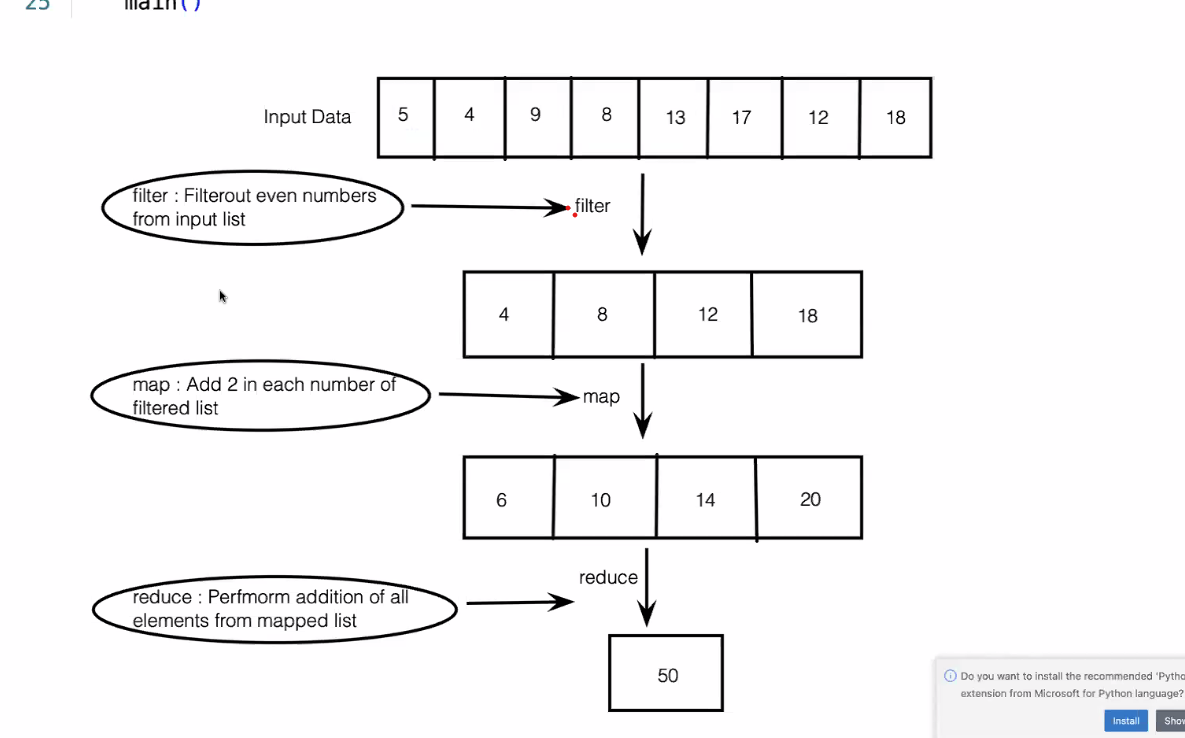 25 main()
Input Data 5 4 9 8 13 17 12 18
filter : Filterout even numbers
from input list
filter
4 8 12 18
map : Add 2 in each number of
filtered list
map
6 10 14 20
reduce
reduce : Perfmorm addition of all
elements from mapped list
50
Do you want to install the recommended 'Pytho
extension from Microsoft for Python language?
Install Show